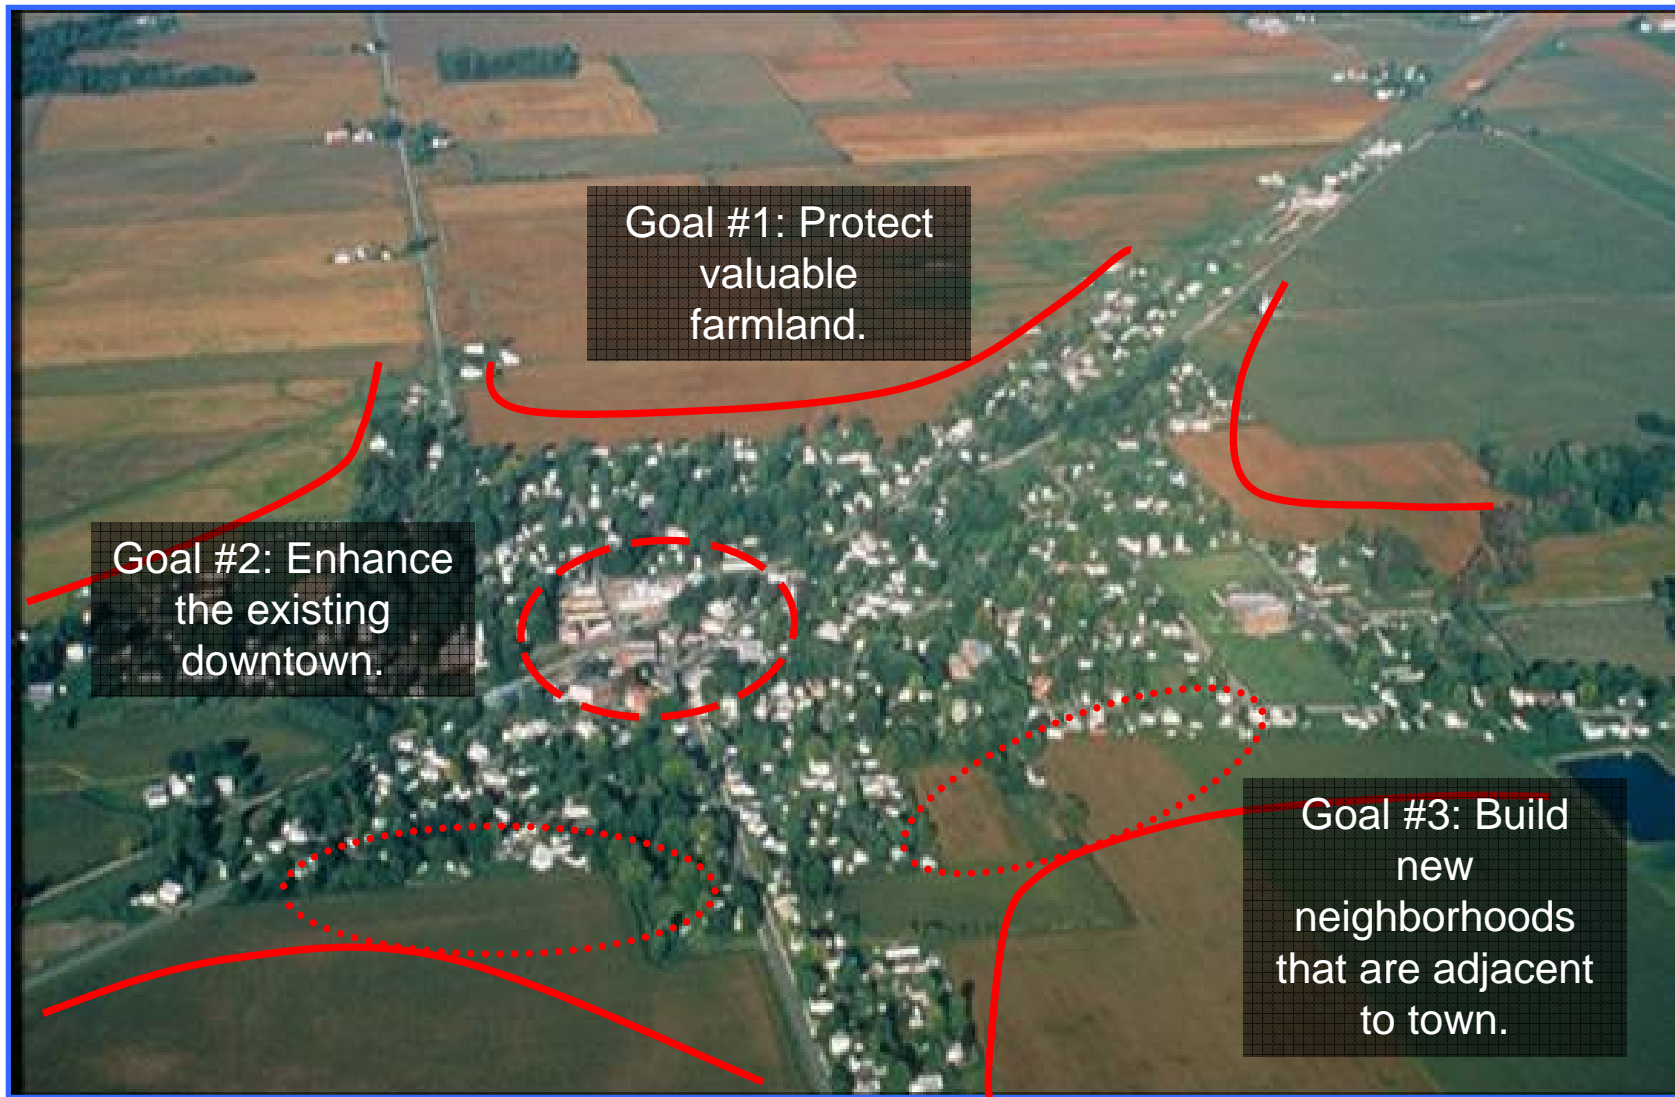 Goal #1: Protect
valuable
farmland.
Goal #2: Enhance
the existing
downtown.
Goal #3: Build
new
neighborhoods
that are adjacent
to town.